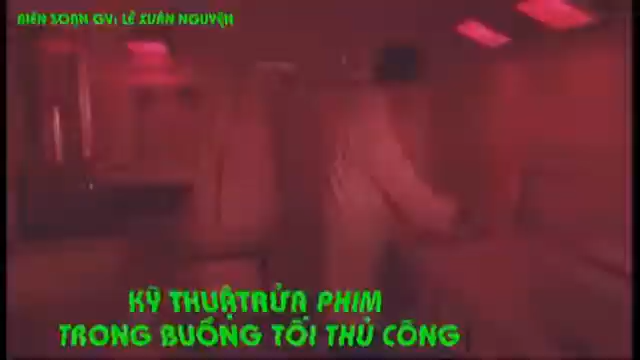 BIÊN SOẠN GV: LÊ XUÂN NGUYỆN
KỸ THUẬTRỬA PHIM
TRONG BUỒNG TỐI THỦ CÔNG